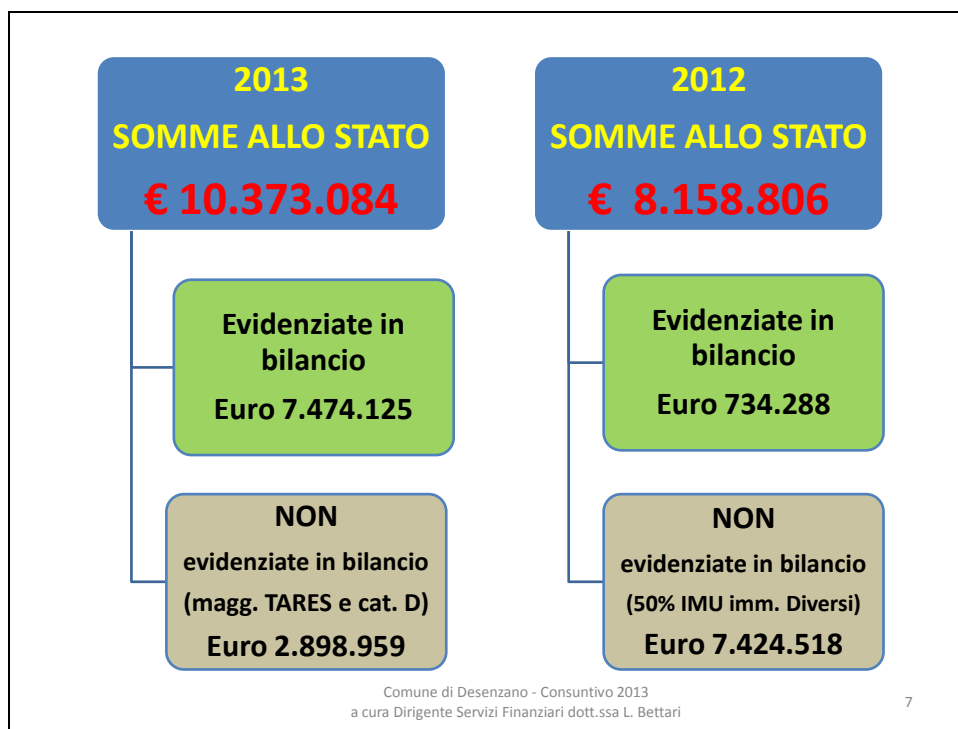 2013
SOMME ALLO STATO
€ 10.373.084
Evidenziate in
bilancio
Euro 7.474.125
NON
evidenziate in bilancio
(magg. TARES e cat. D)
Euro 2.898.959
2012
SOMME ALLO STATO
€ 8.158.806
Evidenziate in
bilancio
Euro 734.288
NON
evidenziate in bilancio
(50% IMU imm. Diversi)
Euro 7.424.518
Comune di Desenzano - Consuntivo 2013
a cura Dirigente Servizi Finanziari dott.ssa L. Bettari
7